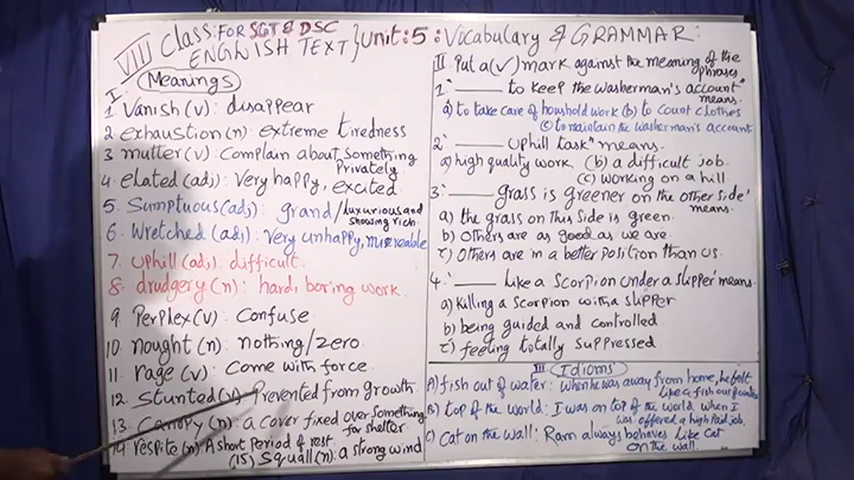 VIII Class: FOR SGT & DSC
ENGLISH TEXT} Unit: 5: Vocabulary & GRAMMAR:
I. Meanings
1 Vanish (v): disappear
2 exhaustion (n): extreme tiredness
3 mutter (v): Complain about something
Privately.
4. elated (adj): Very happy, excited
5. Sumptuous (adj): grand/luxurious and
showing rich.
6. Wretched (adj): Very unhappy, misreable
7. uphill (adj): difficult.
8. drudgery (n): hard, boring work.
9. Perplex (v): Confuse
10. nought (n): nothing/zero.
11. rage (v): Come with force
12. Stunted (v): Prevented from growth.
13. Canopy (n): a cover fixed over something
for shelter.
14. respite (n): A short Period of rest.
(15) Squall (n): a strong wind
II Put a (✓) mark against the meaning of the
phrases
1. "____ to keep the washerman's account"
means.
a) to take care of houshold work (b) to count clothes
(c) to maintain the washerman's account
2. "____ uphill task" means.
a) high quality work (b) a difficult job.
(c) working on a hill.
3. '____ grass is greener on the other side'
means.
a) the grass on this side is green.
b) others are as good as we are.
c) others are in a better position than us.
4. '____ Like a Scorpion under a slipper' means
a) killing a Scorpion with a slipper
b) being guided and controlled
c) feeling totally suppressed.
III Idioms
A) fish out of water: when he was away from home, he felt
Like a fish out of water
B) top of the world: I was on top of the world when I
was offered a high paid job.
C) Cat on the wall: Ram always behaves Like Cat
on the wall.